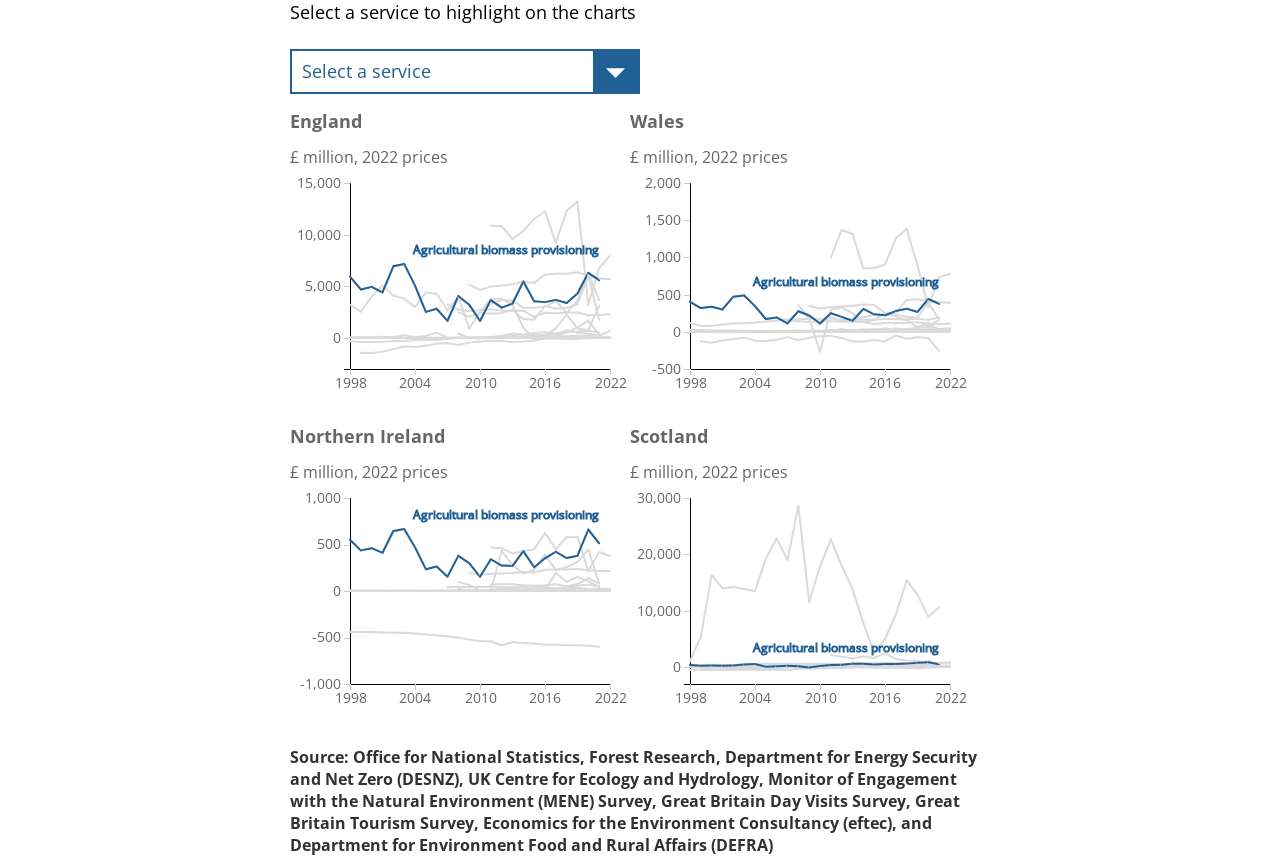 Select a service to highlight on the charts
Select a service
England
£ million, 2022 prices
15,000
10,000
5,000
0
Agricultural biomass provisioning
1998 2004 2010 2016 2022
Wales
£ million, 2022 prices
2,000
1,500
1,000
500
0
-500
Agricultural biomass provisioning
1998 2004 2010 2016 2022
Northern Ireland
£ million, 2022 prices
1,000
500
0
-500
-1,000
Agricultural biomass provisioning
1998 2004 2010 2016 2022
Scotland
£ million, 2022 prices
30,000
20,000
10,000
0
Agricultural biomass provisioning
1998 2004 2010 2016 2022
Source: Office for National Statistics, Forest Research, Department for Energy Security
and Net Zero (DESNZ), UK Centre for Ecology and Hydrology, Monitor of Engagement
with the Natural Environment (MENE) Survey, Great Britain Day Visits Survey, Great
Britain Tourism Survey, Economics for the Environment Consultancy (eftec), and
Department for Environment Food and Rural Affairs (DEFRA)